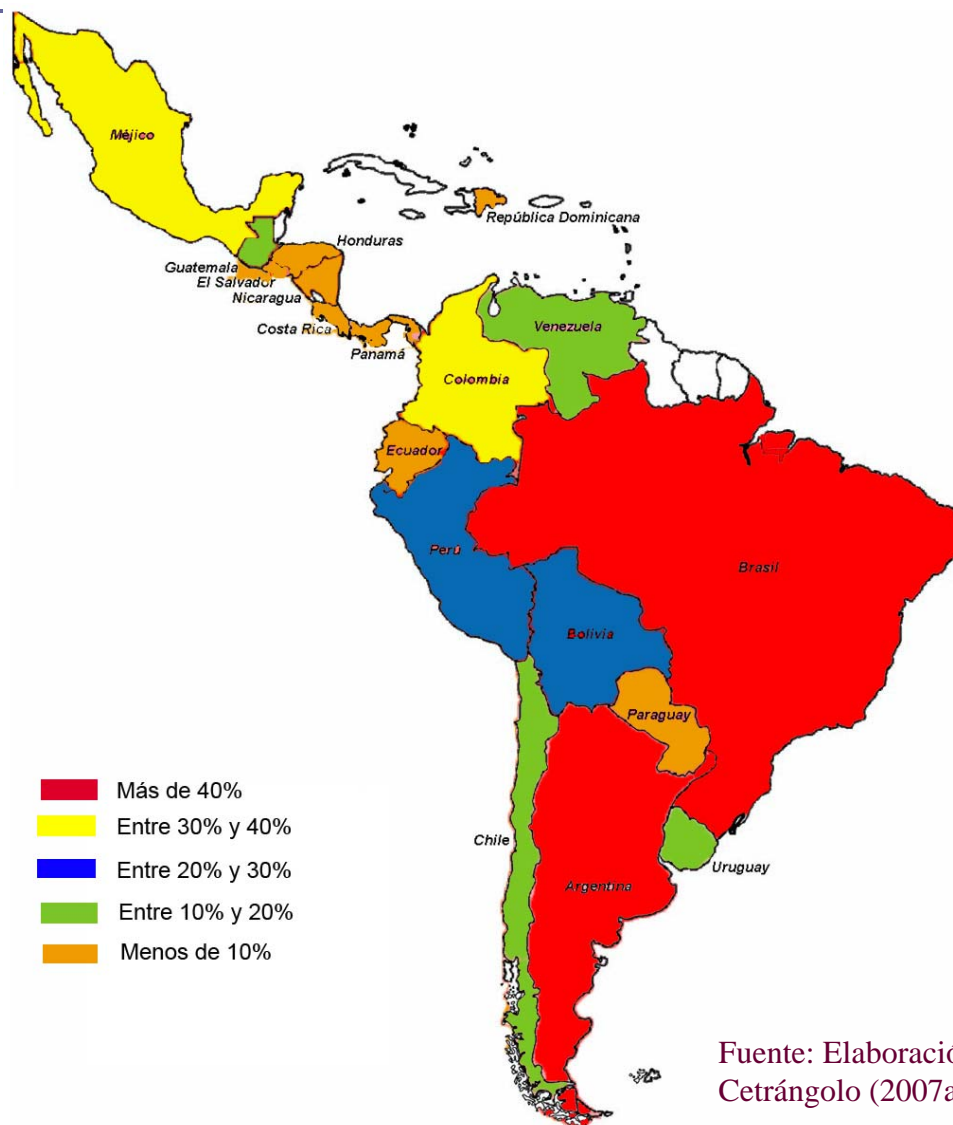 Méjico
República Dominicana
Honduras
Guatemala
El Salvador
Nicaragua
Costa Rica
Panamá
Venezuela
Colombia
Ecuador
Perú
Brasil
Bolivia
Paraguay
Chile
Uruguay
Argentina
Más de 40%
Entre 30% y 40%
Entre 20% y 30%
Entre 10% y 20%
Menos de 10%
Fuente: Elaboració
Cetrángolo (2007a